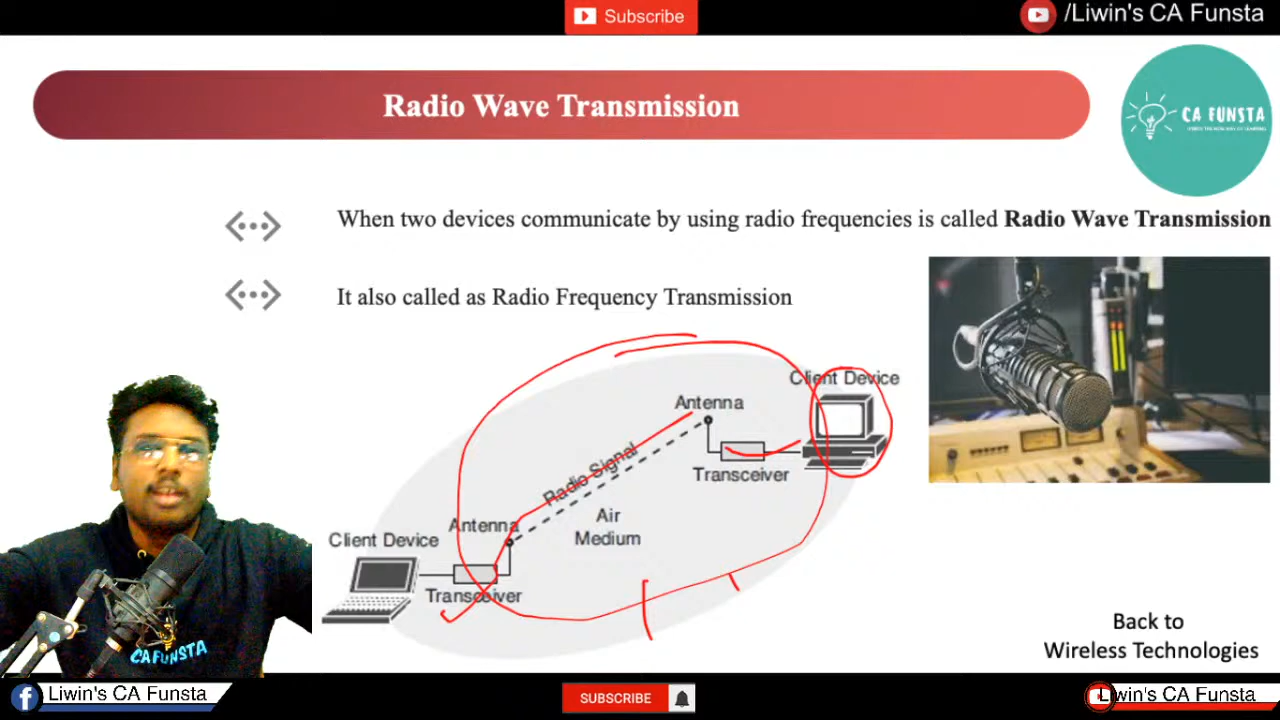 Subscribe
/Liwin's CA Funsta
Radio Wave Transmission
CA FUNSTA
When two devices communicate by using radio frequencies is called Radio Wave Transmission
It also called as Radio Frequency Transmission
Client Device
Antenna
Radio Signal
Transceiver
Air
Medium
Antenna
Client Device
Transceiver
CAFUNSTA
Back to
Wireless Technologies
Liwin's CA Funsta
SUBSCRIBE
Liwin's CA Funsta